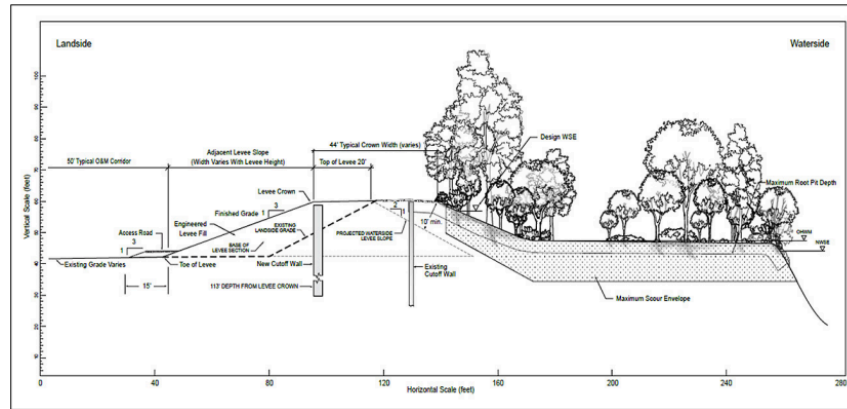 Landside
Waterside
44' Typical Crown Width (varies)
Design WSE
50' Typical O&M Corridor
Adjacent Levee Slope
(Width Varies With Levee Height)
Top of Levee 20'
Maximum Root Pit Depth
Levee Crown
Finished Grade
3
1
2
1
Engineered
Levee Fill
EXISTING
LANDSIDE GRADE
10' min.
PROJECTED WATERSIDE
LEVEE SLOPE
OHWM
NWSE
Access Road
3
1
BASE OF
LEVEE SECTION
Existing Grade Varies
Toe of Levee
New Cutoff Wall
Existing
Cutoff Wall
15'
113' DEPTH FROM LEVEE CROWN
Maximum Scour Envelope
Vertical Scale (feet)
100
90
80
70
60
50
40
30
20
10
0
0
40
80
120
160
200
240
280
Horizontal Scale (feet)